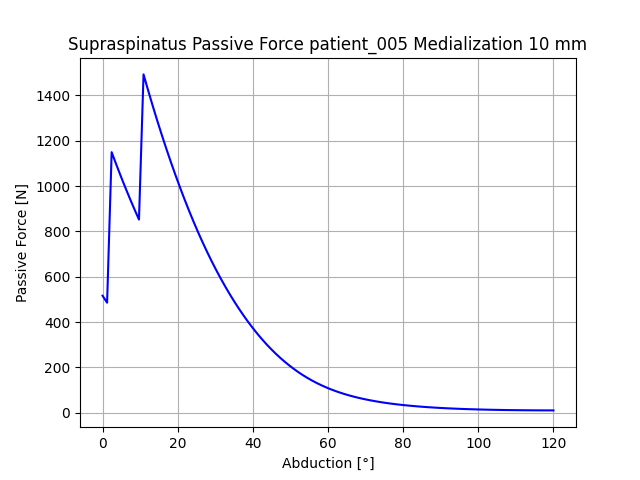 Supraspinatus Passive Force patient_005 Medialization 10 mm
Passive Force [N]
1400
1200
1000
800
600
400
200
0
0 20 40 60 80 100 120
Abduction [°]